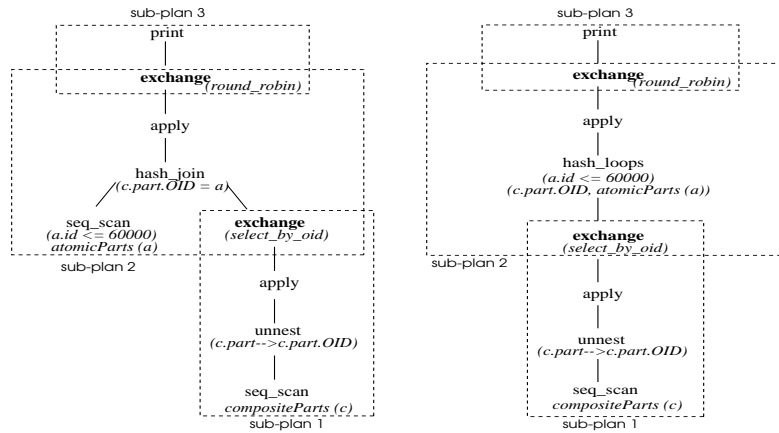 sub-plan 3
print
exchange
(round_robin)
apply
hash_join
(c.part.OID = a)
seq_scan
(a.id <= 60000)
atomicParts (a)
sub-plan 2
exchange
(select_by_oid)
apply
unnest
(c.part-->c.part.OID)
seq_scan
compositeParts (c)
sub-plan 1
sub-plan 3
print
exchange
(round_robin)
apply
hash_loops
(a.id <= 60000)
(c.part.OID, atomicParts (a))
exchange
(select_by_oid)
sub-plan 2
apply
unnest
(c.part-->c.part.OID)
seq_scan
compositeParts (c)
sub-plan 1